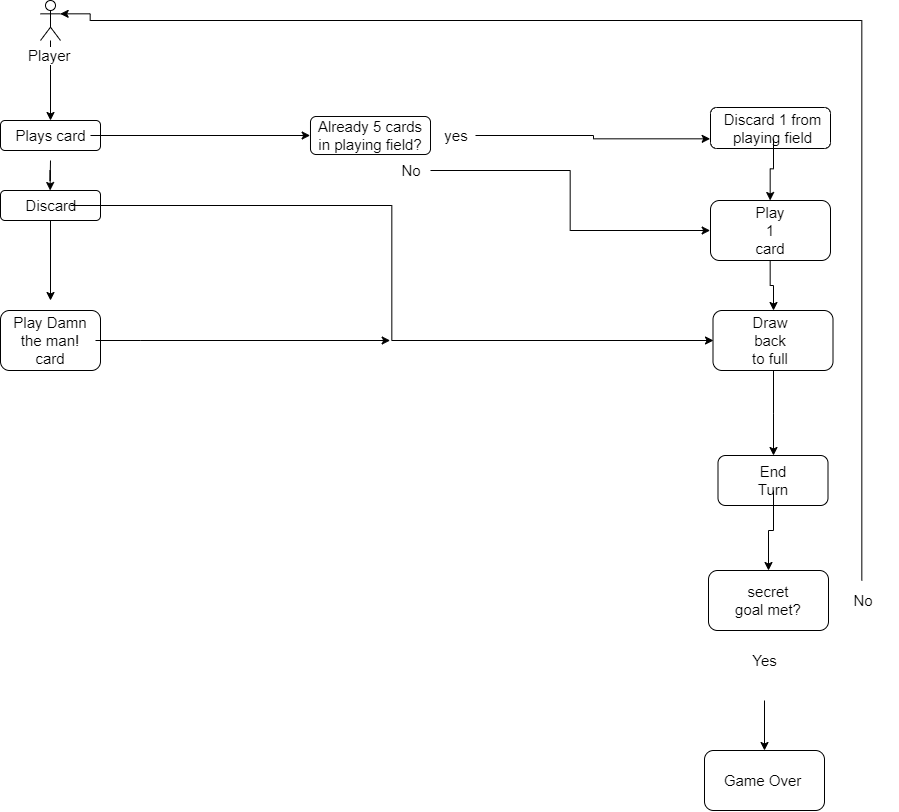 Player
Plays card
Already 5 cards
in playing field?
yes
Discard 1 from
playing field
No
Discard
Play
1
card
Play Damn
the man!
card
Draw
back
to full
End
Turn
secret
goal met?
No
Yes
Game Over